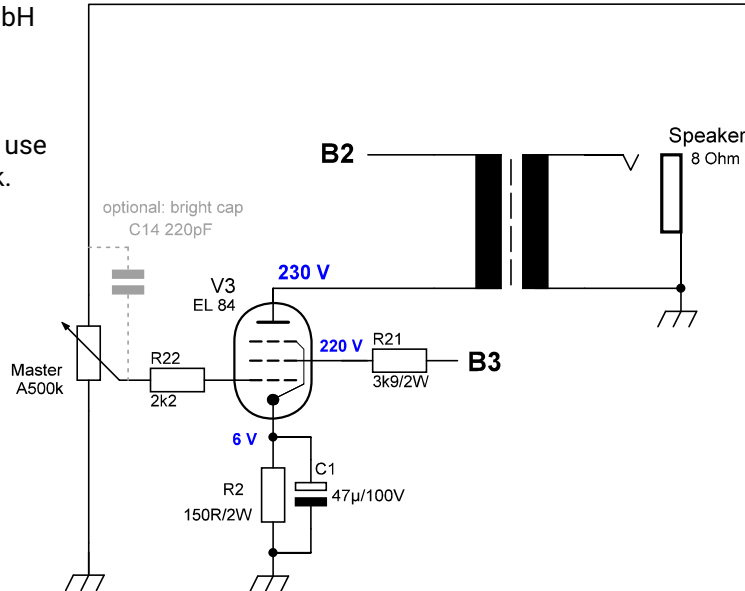 bH
use
k.
optional: bright cap
C14 220pF
B2
Speaker
8 Ohm
230 V
V3
EL 84
220 V
R21
3k9/2W
B3
Master
A500k
R22
2k2
6 V
R2
150R/2W
C1
47µ/100V